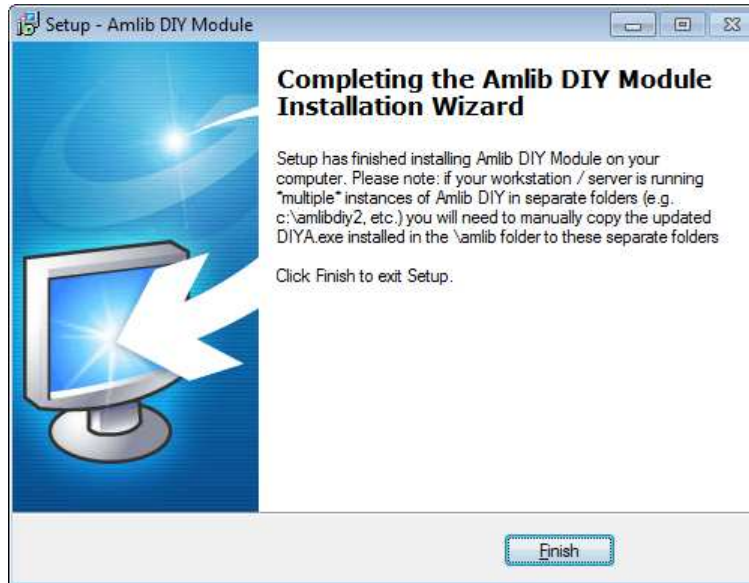 Setup - Amlib DIY Module
Completing the Amlib DIY Module
Installation Wizard
Setup has finished installing Amlib DIY Module on your
computer. Please note: if your workstation / server is running
*multiple* instances of Amlib DIY in separate folders (e.g.
c:\amlibdiy2, etc.) you will need to manually copy the updated
DIYA.exe installed in the \amlib folder to these separate folders
Click Finish to exit Setup.
Finish